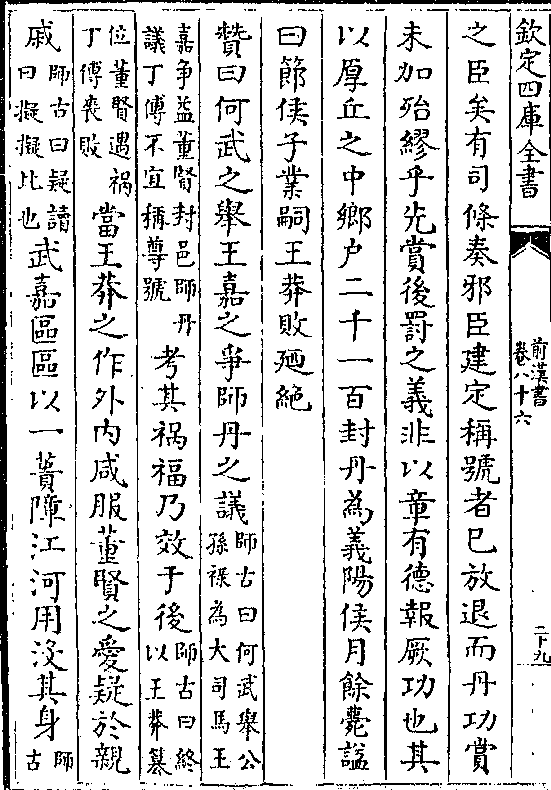 欽定四庫全書
前漢書
卷八十六
二十九
之臣矣有司條奏邪臣建定稱號者已放退而丹功賞
未加殆繆乎先賞後罰之義非以章有德報厥功也其
以厚丘之中鄉户二千一百封丹為義陽侯月餘薨諡
曰節侯子業嗣王莽敗廼絶
贊曰何武之舉王嘉之爭師丹之議師古曰何武舉公孫禄為大司馬王
嘉争益董賢封邑師丹議丁傅不宜稱尊號考其禍福乃效于後師古曰終以王莽簒
位董賢遇禍丁傅喪敗當王莽之作外内咸服董賢之愛疑於親
戚師古曰疑讀曰擬擬比也武嘉區區以一蕢障江河用沒其身師古